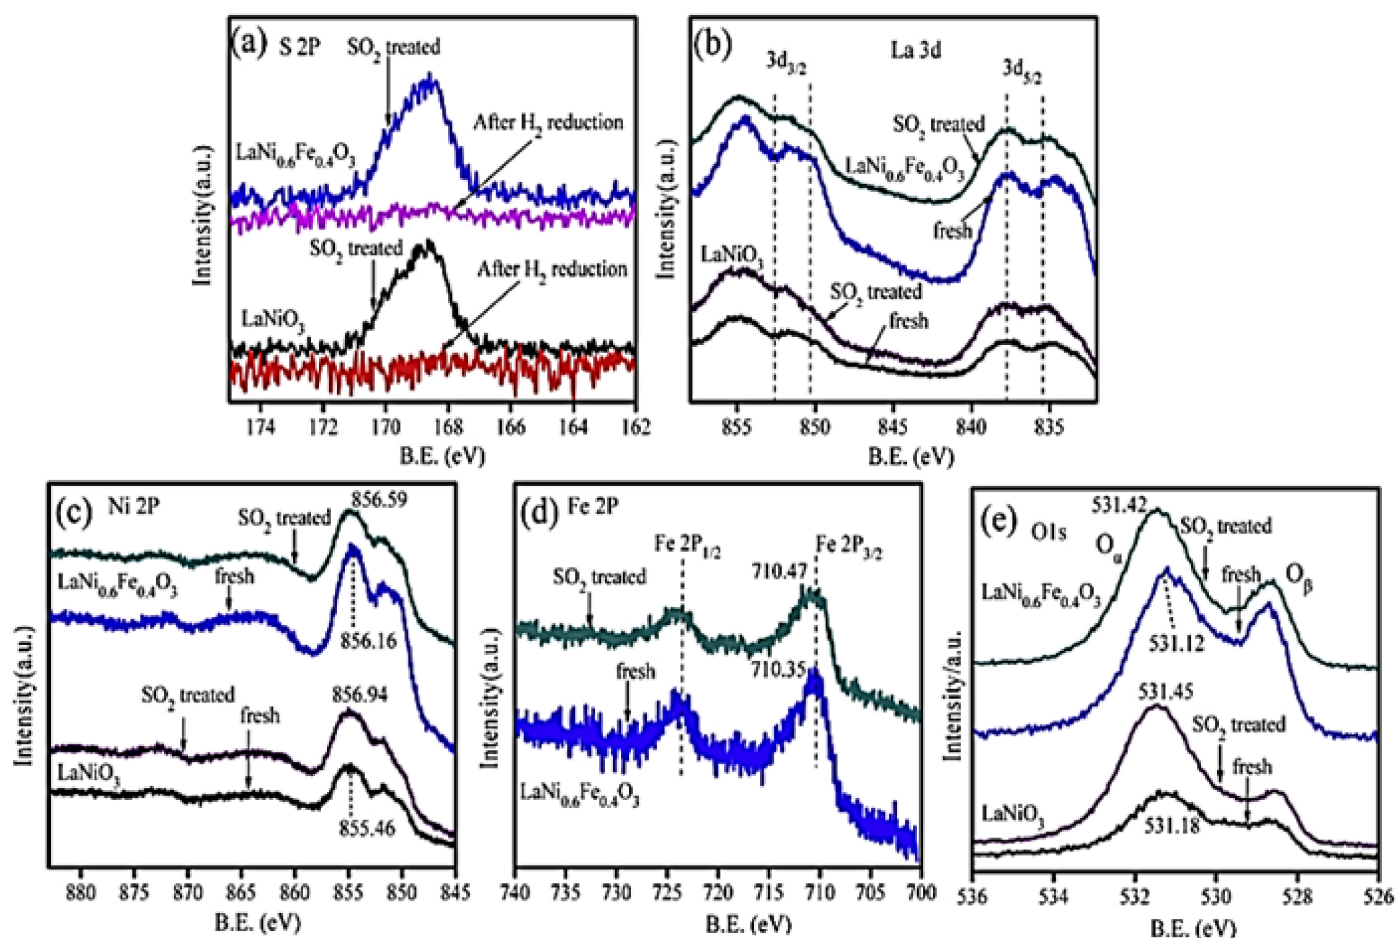 (a) S 2P
SO2 treated
After H2 reduction
LaNi0.6Fe0.4O3
SO2 treated
After H2 reduction
LaNiO3
Intensity(a.u.)
174 172 170 168 166 164 162
B.E. (eV)
(b) La 3d
3d3/2 3d5/2
SO2 treated
LaNi0.6Fe0.4O3
fresh
LaNiO3
SO2 treated
fresh
Intensity(a.u.)
855 850 845 840 835
B.E. (eV)
(c) Ni 2P
856.59
SO2 treated
LaNi0.6Fe0.4O3
fresh
856.16
SO2 treated
856.94
fresh
LaNiO3
855.46
Intensity(a.u.)
880 875 870 865 860 855 850 845
B.E. (eV)
(d) Fe 2P
Fe 2P1/2 Fe 2P3/2
SO2 treated
710.47
fresh
710.35
LaNi0.6Fe0.4O3
Intensity(a.u.)
740 735 730 725 720 715 710 705 700
B.E. (eV)
(e) O1s
531.42
SO2 treated
Oα
fresh
Oβ
LaNi0.6Fe0.4O3
531.12
531.45
SO2 treated
fresh
LaNiO3
531.18
Intensity/a.u.
536 534 532 530 528 526
B.E. (eV)